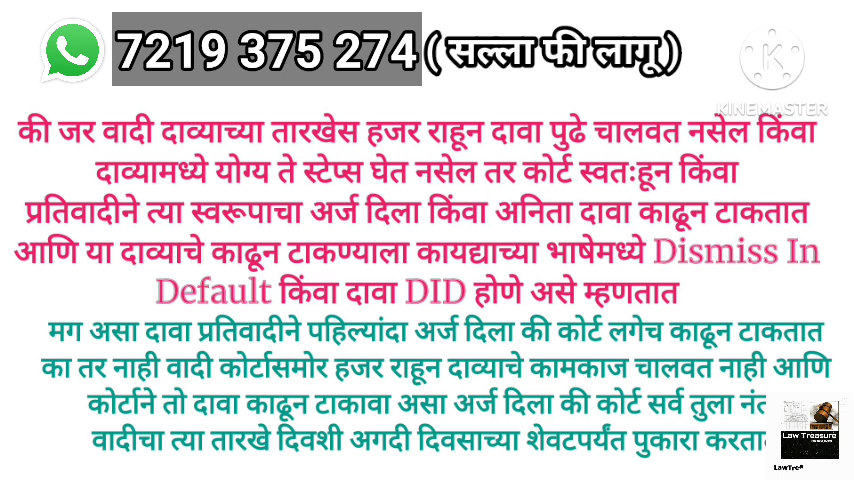 7219 375 274 ( सल्ला फी लागू )
KINEMASTER
की जर वादी दाव्याच्या तारखेस हजर राहून दावा पुढे चालवत नसेल किंवा
दाव्यामध्ये योग्य ते स्टेप्स घेत नसेल तर कोर्ट स्वतःहून किंवा
प्रतिवादीने त्या स्वरूपाचा अर्ज दिला किंवा अनिता दावा काढून टाकतात
आणि या दाव्याचे काढून टाकण्याला कायद्याच्या भाषेमध्ये Dismiss In
Default किंवा दावा DID होणे असे म्हणतात
मग असा दावा प्रतिवादीने पहिल्यांदा अर्ज दिला की कोर्ट लगेच काढून टाकतात
का तर नाही वादी कोर्टासमोर हजर राहून दाव्याचे कामकाज चालवत नाही आणि
कोर्टाने तो दावा काढून टाकावा असा अर्ज दिला की कोर्ट सर्व तुला
वादीचा त्या तारखे दिवशी अगदी दिवसाच्या शेवटपर्यंत पुकारा
Law Treasure